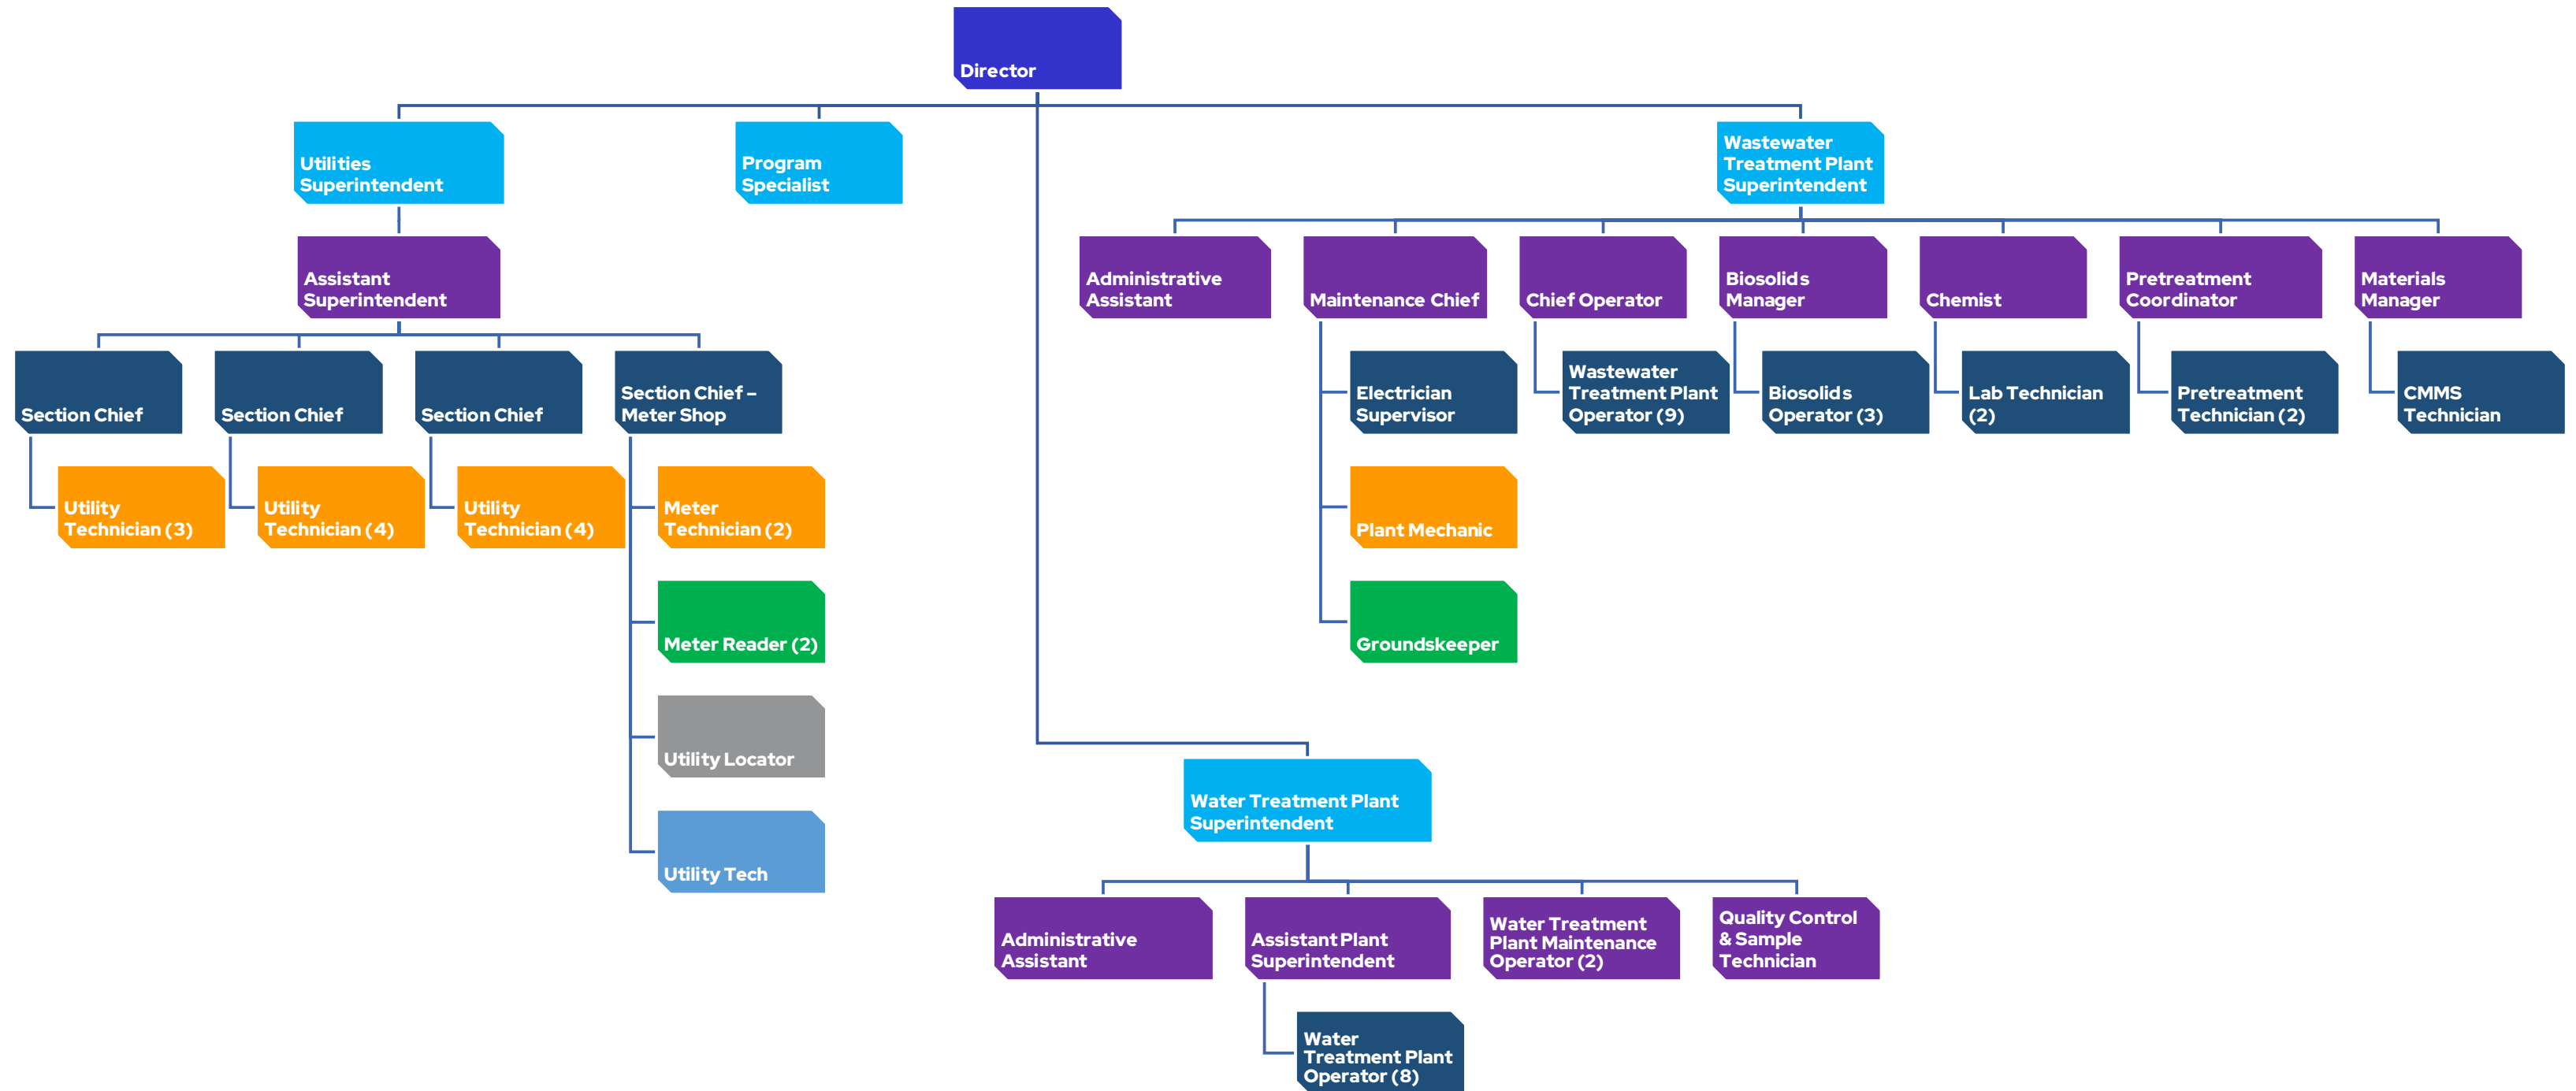 Director
Utilities
Superintendent
Program
Specialist
Wastewater
Treatment Plant
Superintendent
Assistant
Superintendent
Administrative
Assistant
Maintenance Chief
Chief Operator
Biosolids
Manager
Chemist
Pretreatment
Coordinator
Materials
Manager
Section Chief
Section Chief
Section Chief
Section Chief –
Meter Shop
Electrician
Supervisor
Wastewater
Treatment Plant
Operator (9)
Biosolids
Operator (3)
Lab Technician
(2)
Pretreatment
Technician (2)
CMMS
Technician
Utility
Technician (3)
Utility
Technician (4)
Utility
Technician (4)
Meter
Technician (2)
Plant Mechanic
Meter Reader (2)
Groundskeeper
Utility Locator
Water Treatment Plant
Superintendent
Utility Tech
Administrative
Assistant
Assistant Plant
Superintendent
Water Treatment
Plant Maintenance
Operator (2)
Quality Control
& Sample
Technician
Water
Treatment Plant
Operator (8)